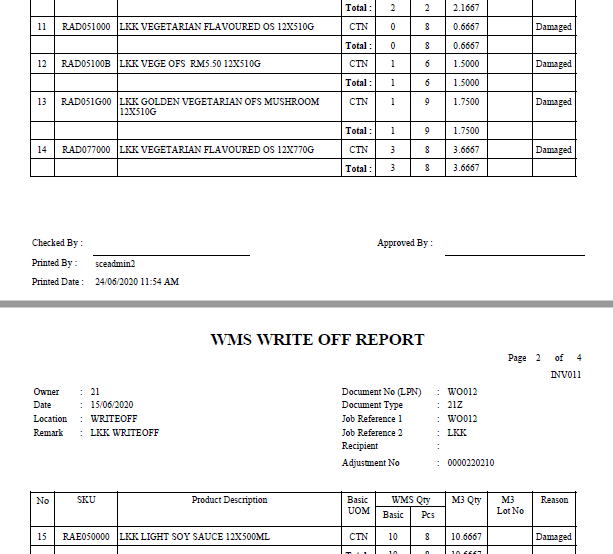 Total : 2 2 2.1667
11 RAD051000 LKK VEGETARIAN FLAVOURED OS 12X510G CTN 0 8 0.6667 Damaged
Total : 0 8 0.6667
12 RAD05100B LKK VEGE OFS RM5.50 12X510G CTN 1 6 1.5000 Damaged
Total : 1 6 1.5000
13 RAD051G00 LKK GOLDEN VEGETARIAN OFS MUSHROOM CTN 1 9 1.7500 Damaged
12X510G
Total : 1 9 1.7500
14 RAD077000 LKK VEGETARIAN FLAVOURED OS 12X770G CTN 3 8 3.6667 Damaged
Total : 3 8 3.6667
Checked By : Approved By :
Printed By : sceadmin2
Printed Date : 24/06/2020 11:54 AM
WMS WRITE OFF REPORT
Page 2 of 4
INV011
Owner : 21 Document No (LPN) : WO012
Date : 15/06/2020 Document Type : 21Z
Location : WRITEOFF Job Reference 1 : WO012
Remark : LKK WRITEOFF Job Reference 2 : LKK
Recipient :
Adjustment No : 0000220210
No SKU Product Description Basic WMS Qty M3 Qty M3 Reason
UOM Basic Pcs Lot No
15 RAE050000 LKK LIGHT SOY SAUCE 12X500ML CTN 10 8 10.6667 Damaged